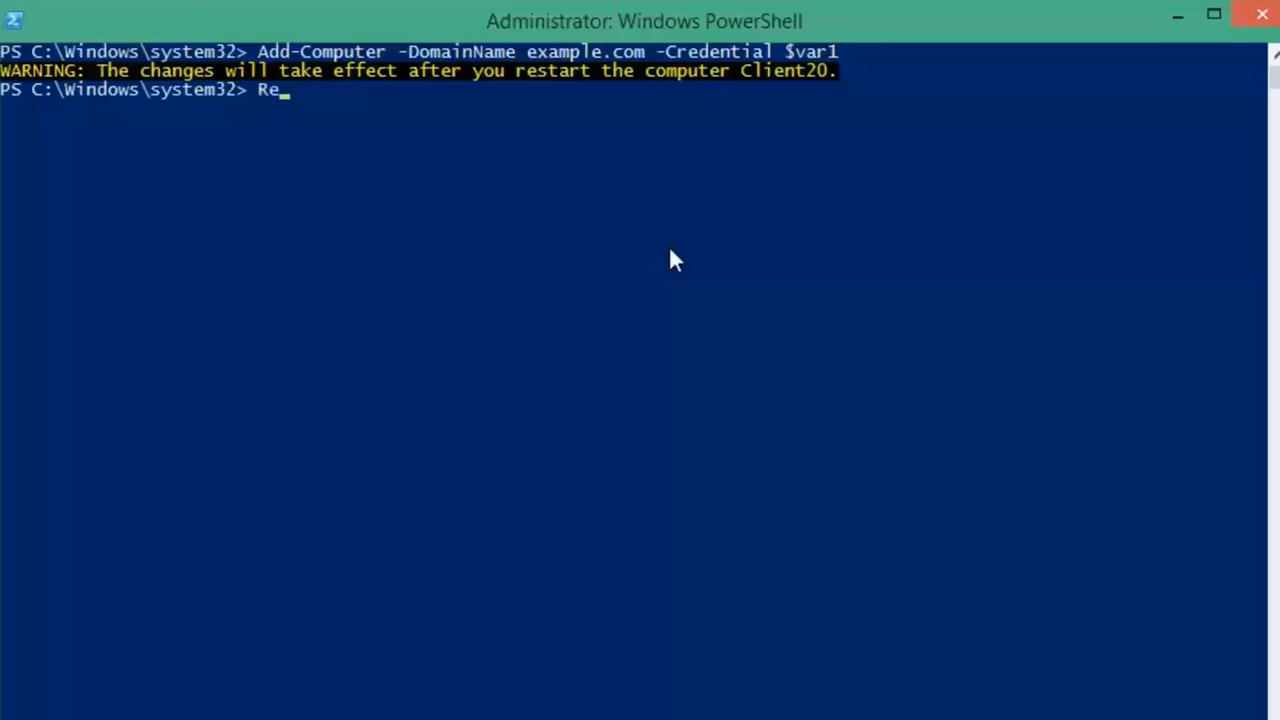 Administrator: Windows PowerShell
PS C:\Windows\system32> Add-Computer -DomainName example.com -Credential $var1
WARNING: The changes will take effect after you restart the computer Client20.
PS C:\Windows\system32> Re_